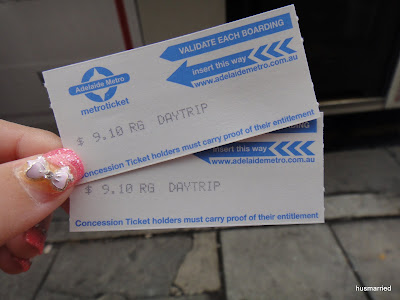 VALIDATE EACH BOARDING
insert this way
www.adelaidemetro.com.au
Adelaide Metro
metroticket
$ 9.10 RG DAYTRIP
Concession Ticket holders must carry proof of their entitlement
insert this way
www.adelaidemetro.com.au
$ 9.10 RG DAYTRIP
Concession Ticket holders must carry proof of their entitlement
husmarried